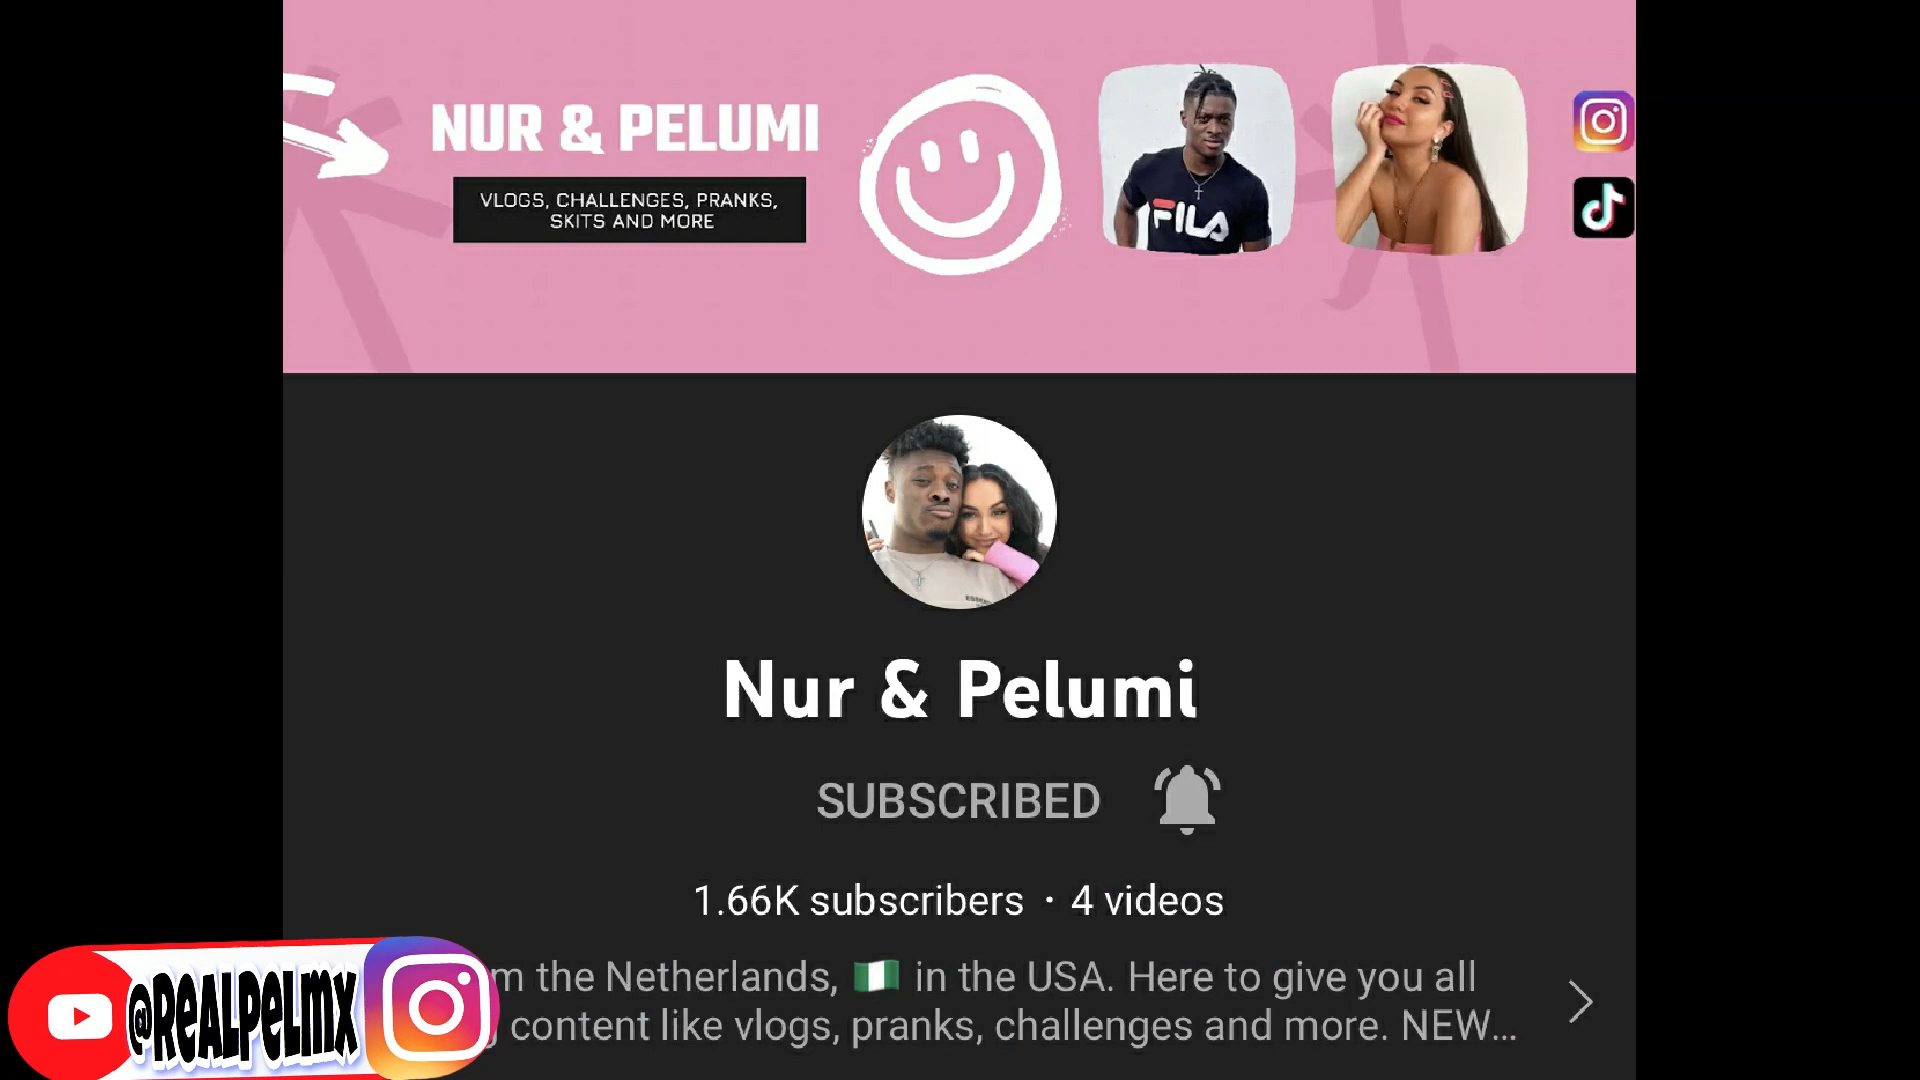 NUR & PELUMI
VLOGS, CHALLENGES, PRANKS,
SKITS AND MORE
FILA
Nur & Pelumi
SUBSCRIBED
1.66K subscribers · 4 videos
the Netherlands, 🇳🇬 in the USA. Here to give you all
content like vlogs, pranks, challenges and more. NEW...
@REALPELMX